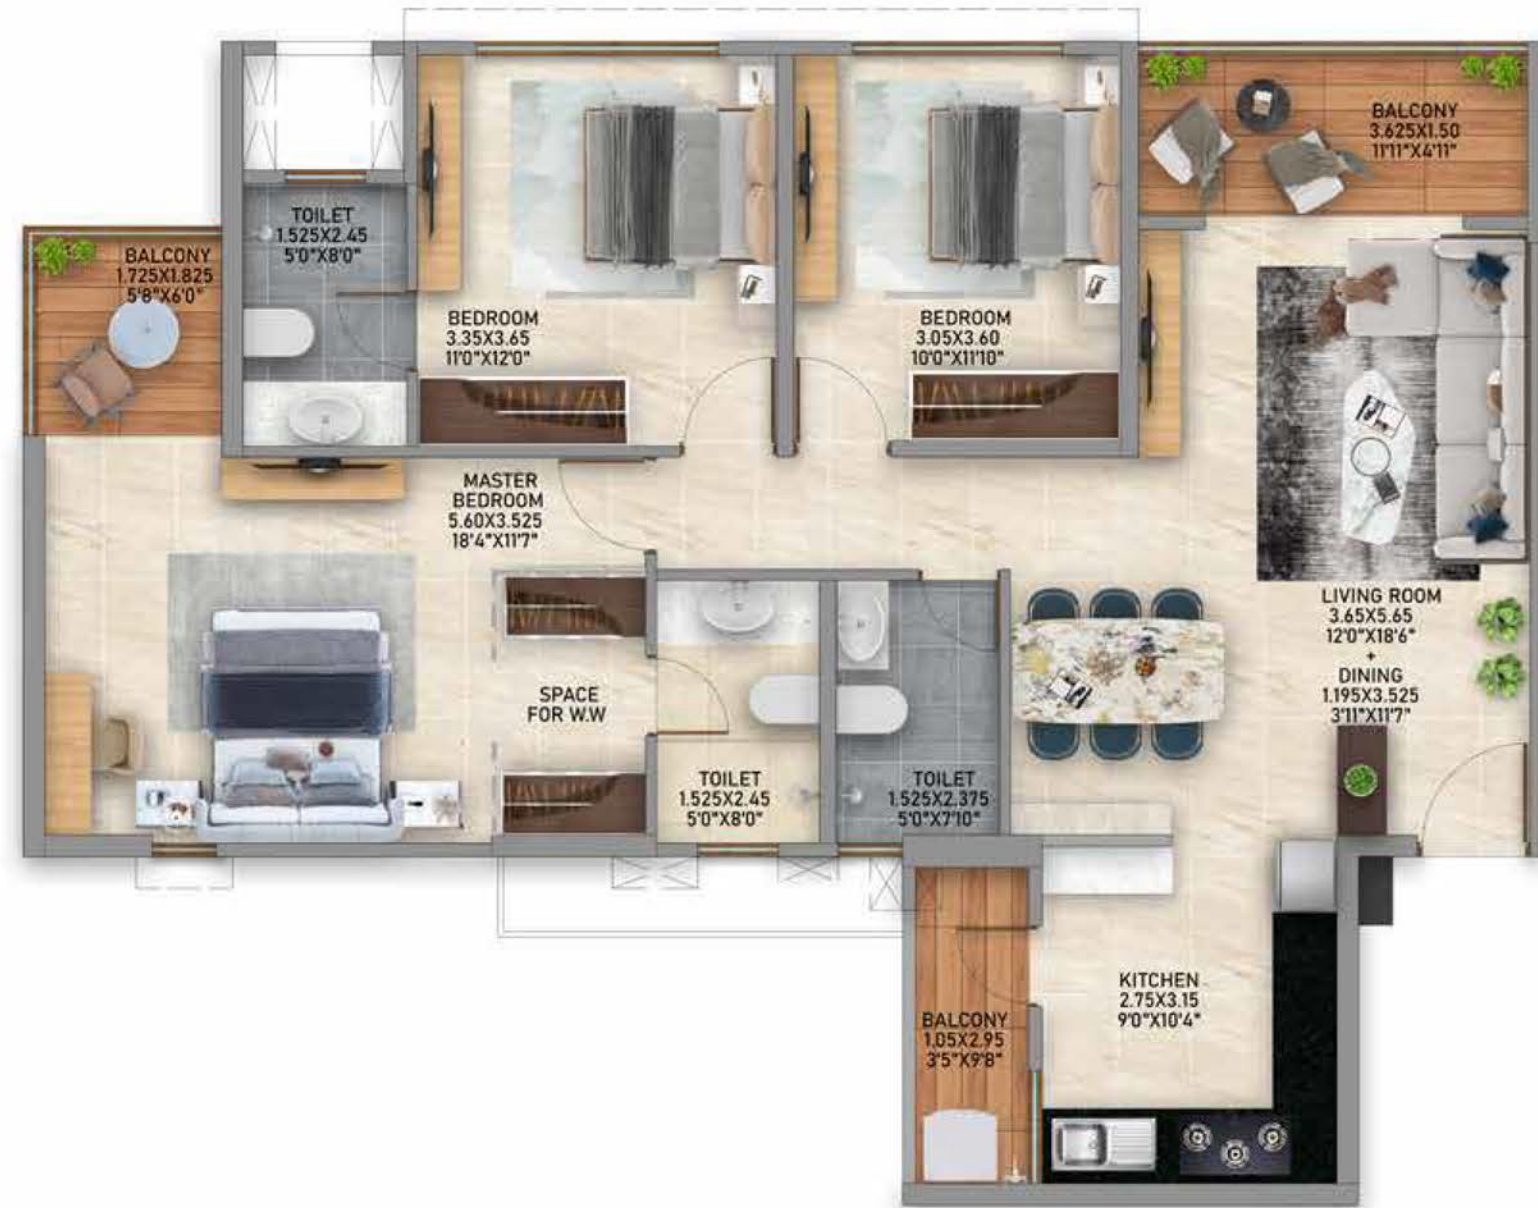 BALCONY
3.625X1.50
11'11"X4'11"
TOILET
1.525X2.45
5'0"X8'0"
BALCONY
1.725X1.825
5'8"X6'0"
BEDROOM
3.35X3.65
11'0"X12'0"
BEDROOM
3.05X3.60
10'0"X11'10"
MASTER
BEDROOM
5.60X3.525
18'4"X11'7"
LIVING ROOM
3.65X5.65
12'0"X18'6"
+
DINING
1.195X3.525
3'11"X11'7"
SPACE
FOR W.W
TOILET
1.525X2.45
5'0"X8'0"
TOILET
1.525X2.375
5'0"X7'10"
KITCHEN
2.75X3.15
9'0"X10'4"
BALCONY
1.05X2.95
3'5"X9'8"